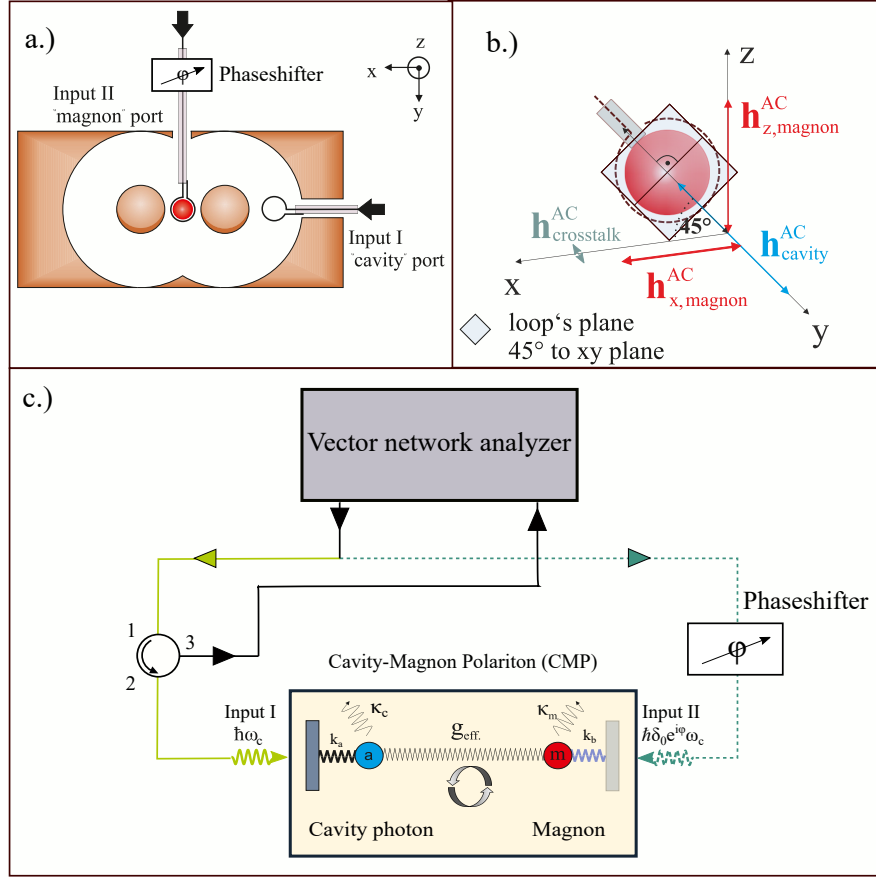 a.)
φ
Phaseshifter
Input II
"magnon" port
z
x
y
Input I
"cavity" port
b.)
z
h^AC_z,magnon
45°
h^AC_crosstalk
h^AC_cavity
x
h^AC_x,magnon
y
loop's plane
45° to xy plane
c.)
Vector network analyzer
Phaseshifter
φ
1
3
2
Cavity-Magnon Polariton (CMP)
Input I
ħω_c
κ_c
κ_m
g_eff.
k_a
k_b
a
m
Cavity photon
Magnon
Input II
ħδ_0e^iφω_c